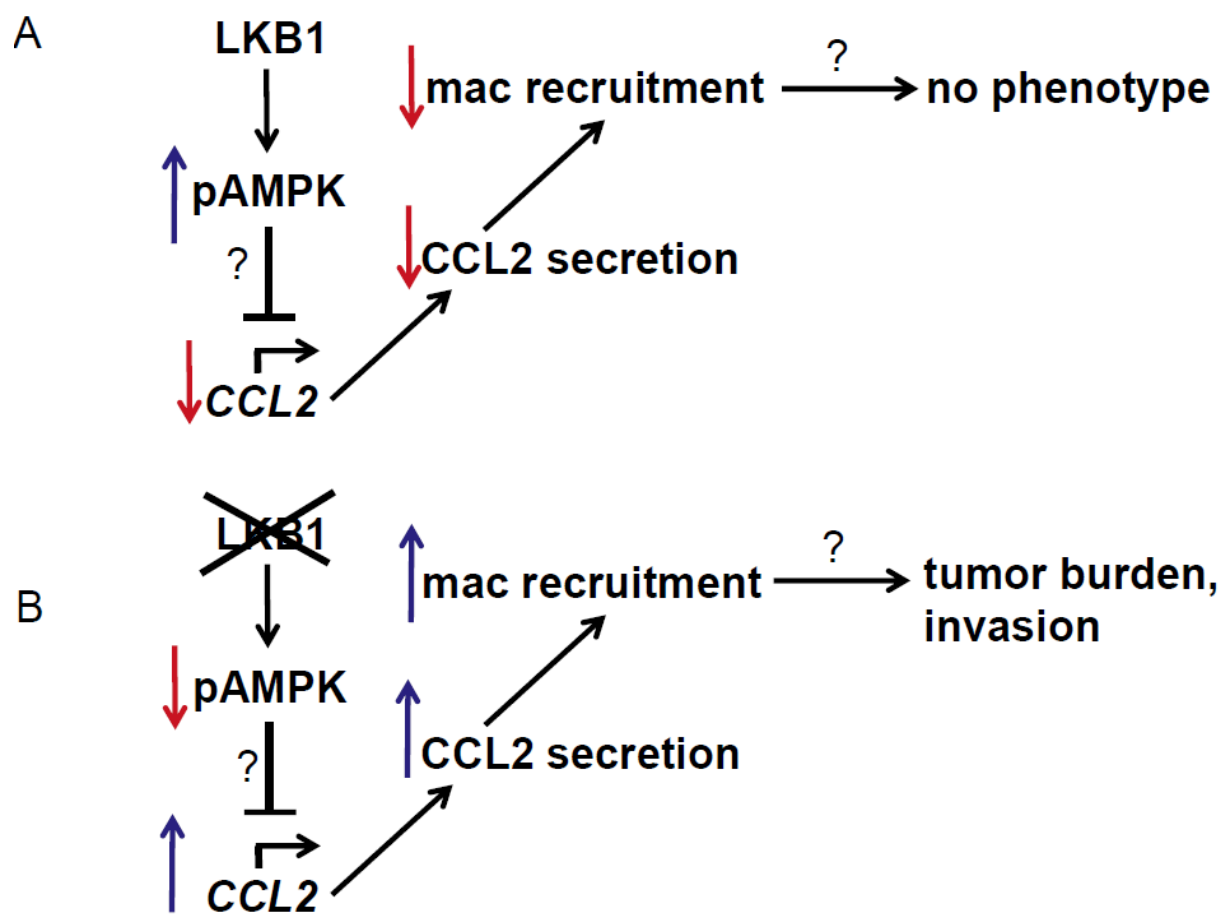 A
LKB1
mac recruitment
?
no phenotype
pAMPK
?
CCL2 secretion
CCL2
B
LKB1
mac recruitment
?
tumor burden,
invasion
pAMPK
?
CCL2 secretion
CCL2